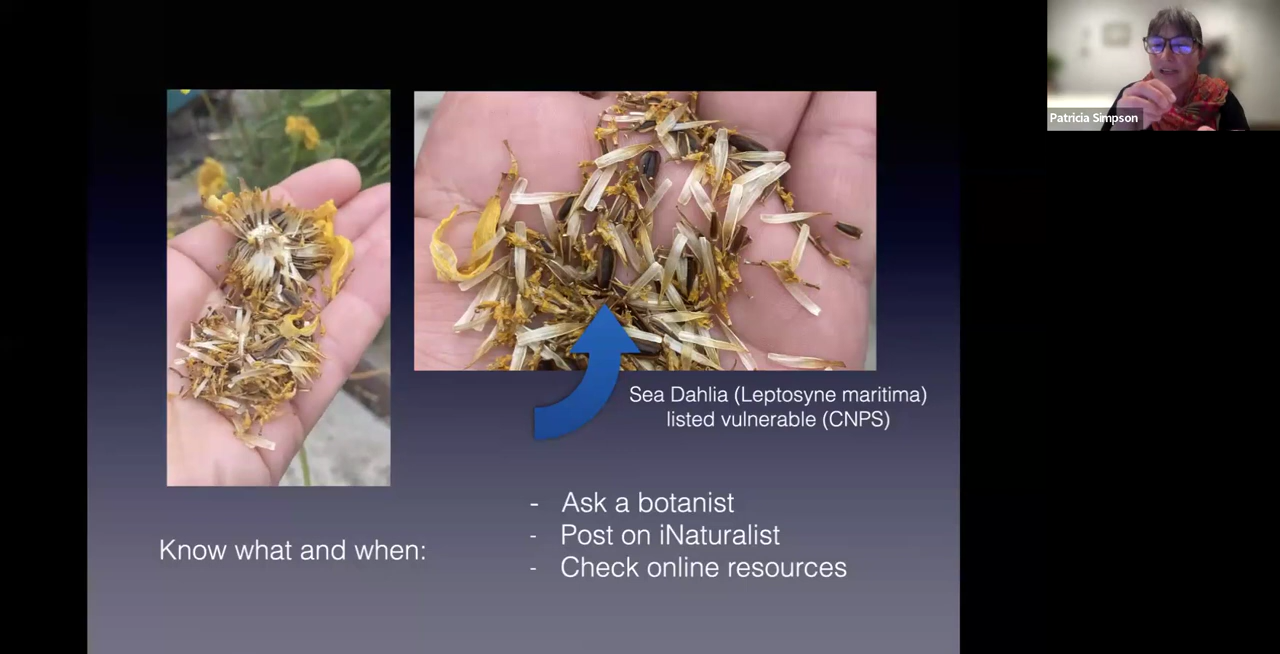 Patricia Simpson
Sea Dahlia (Leptosyne maritima)
listed vulnerable (CNPS)
Know what and when:
- Ask a botanist
- Post on iNaturalist
- Check online resources